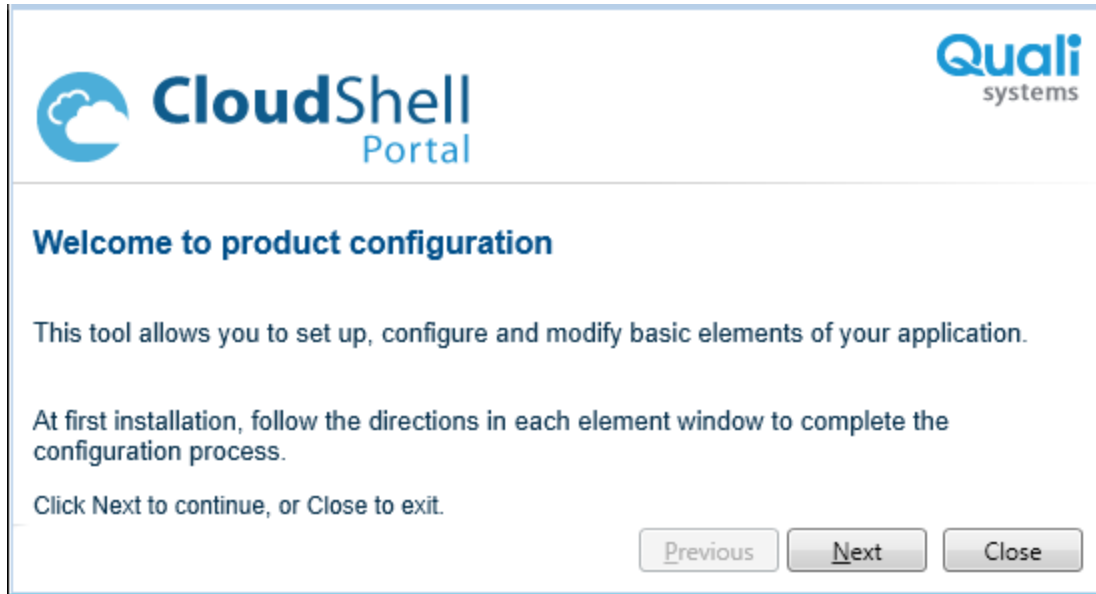 CloudShell
Portal
Quali
systems
Welcome to product configuration
This tool allows you to set up, configure and modify basic elements of your application.
At first installation, follow the directions in each element window to complete the
configuration process.
Click Next to continue, or Close to exit.
Previous Next Close